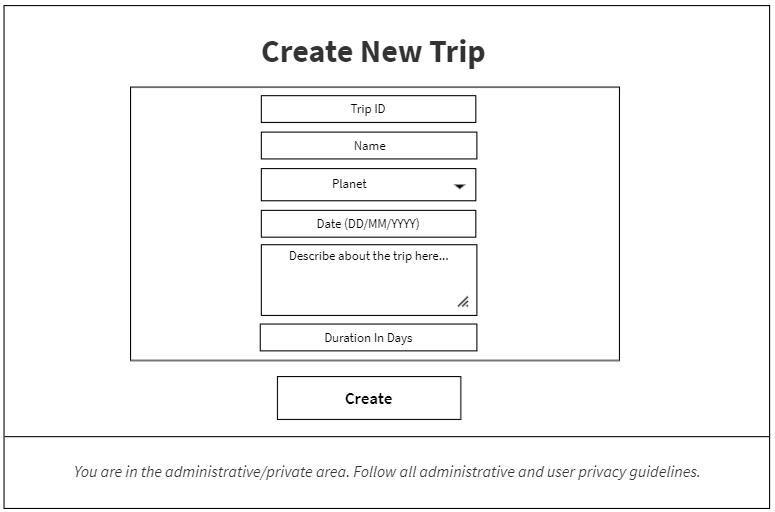 Create New Trip
Trip ID
Name
Planet
Date (DD/MM/YYYY)
Describe about the trip here...
Duration In Days
Create
You are in the administrative/private area. Follow all administrative and user privacy guidelines.